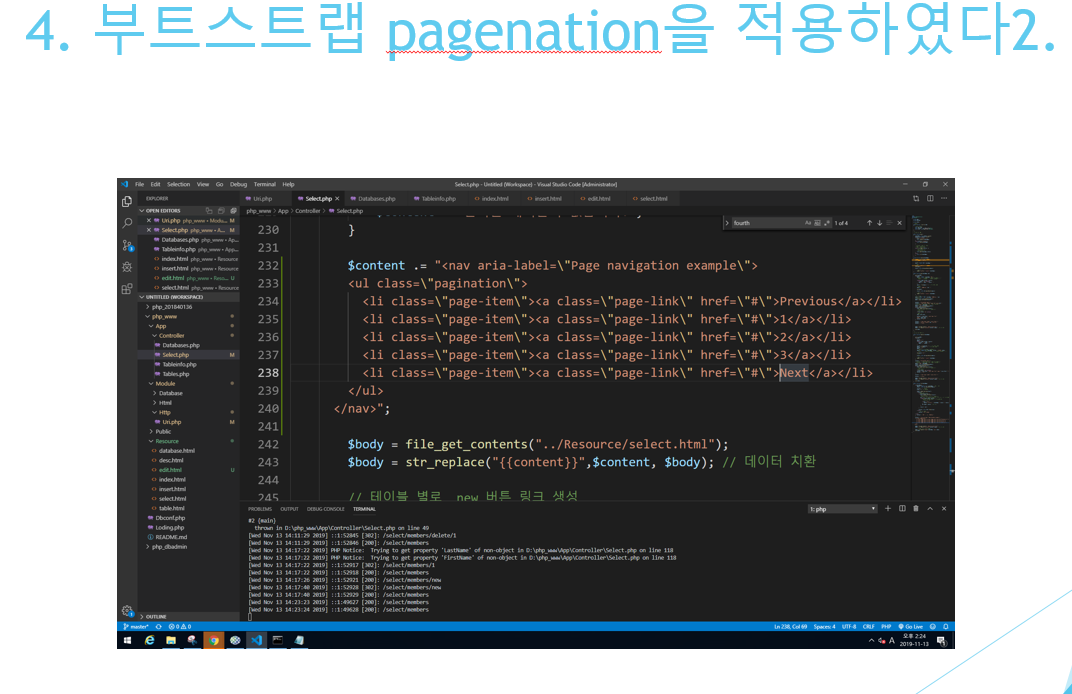 4. 부트스트랩 pagenation을 적용하였다2.
File Edit Selection View Go Debug Terminal Help
Select.php - Untitled (Workspace) - Visual Studio Code [Administrator]
EXPLORER
OPEN EDITORS
Uri.php php_www • Modu... M
Select.php php_www • A... M
Databases.php php_www • Ap...
Tableinfo.php php_www • App...
index.html php_www • Resource
insert.html php_www • Resource
edit.html php_www • Reso... U
select.html php_www • Resource
UNTITLED (WORKSPACE)
php_201840136
php_www
App
Controller
Databases.php
Select.php M
Tableinfo.php
Tables.php
Module
Database
Html
Http
Uri.php M
Public
Resource
database.html
desc.html
edit.html U
index.html
insert.html
select.html
table.html
Dbconf.php
Loding.php
README.md
php_dbadmin
OUTLINE
Uri.php Select.php Databases.php Tableinfo.php index.html insert.html edit.html select.html
php_www > App > Controller > Select.php
fourth Aa 1 of 4
230 }
231
232 $content .= "<nav aria-label=\"Page navigation example\">
233 <ul class=\"pagination\">
234 <li class=\"page-item\"><a class=\"page-link\" href=\"#\">Previous</a></li>
235 <li class=\"page-item\"><a class=\"page-link\" href=\"#\">1</a></li>
236 <li class=\"page-item\"><a class=\"page-link\" href=\"#\">2</a></li>
237 <li class=\"page-item\"><a class=\"page-link\" href=\"#\">3</a></li>
238 <li class=\"page-item\"><a class=\"page-link\" href=\"#\">Next</a></li>
239 </ul>
240 </nav>";
241
242 $body = file_get_contents("../Resource/select.html");
243 $body = str_replace("{{content}}",$content, $body); // 데이터 치환
244
245 // 테이블 별로 new 버튼 링크 생성
PROBLEMS OUTPUT DEBUG CONSOLE TERMINAL
1: php
#2 {main}
thrown in D:\php_www\App\Controller\Select.php on line 49
[Wed Nov 13 14:11:29 2019] ::1:52845 [302]: /select/members/delete/1
[Wed Nov 13 14:11:29 2019] ::1:52846 [200]: /select/members
[Wed Nov 13 14:17:22 2019] PHP Notice: Trying to get property 'LastName' of non-object in D:\php_www\App\Controller\Select.php on line 118
[Wed Nov 13 14:17:22 2019] PHP Notice: Trying to get property 'FirstName' of non-object in D:\php_www\App\Controller\Select.php on line 118
[Wed Nov 13 14:17:22 2019] ::1:52917 [302]: /select/members/1
[Wed Nov 13 14:17:22 2019] ::1:52918 [200]: /select/members
[Wed Nov 13 14:17:26 2019] ::1:52921 [200]: /select/members/new
[Wed Nov 13 14:17:40 2019] ::1:52928 [302]: /select/members/new
[Wed Nov 13 14:17:40 2019] ::1:52929 [200]: /select/members
[Wed Nov 13 14:23:23 2019] ::1:49627 [200]: /select/members
[Wed Nov 13 14:23:24 2019] ::1:49628 [200]: /select/members
master* 0 0 Ln 238, Col 69 Spaces: 4 UTF-8 CRLF PHP Go Live
A 오후 2:24
2019-11-13